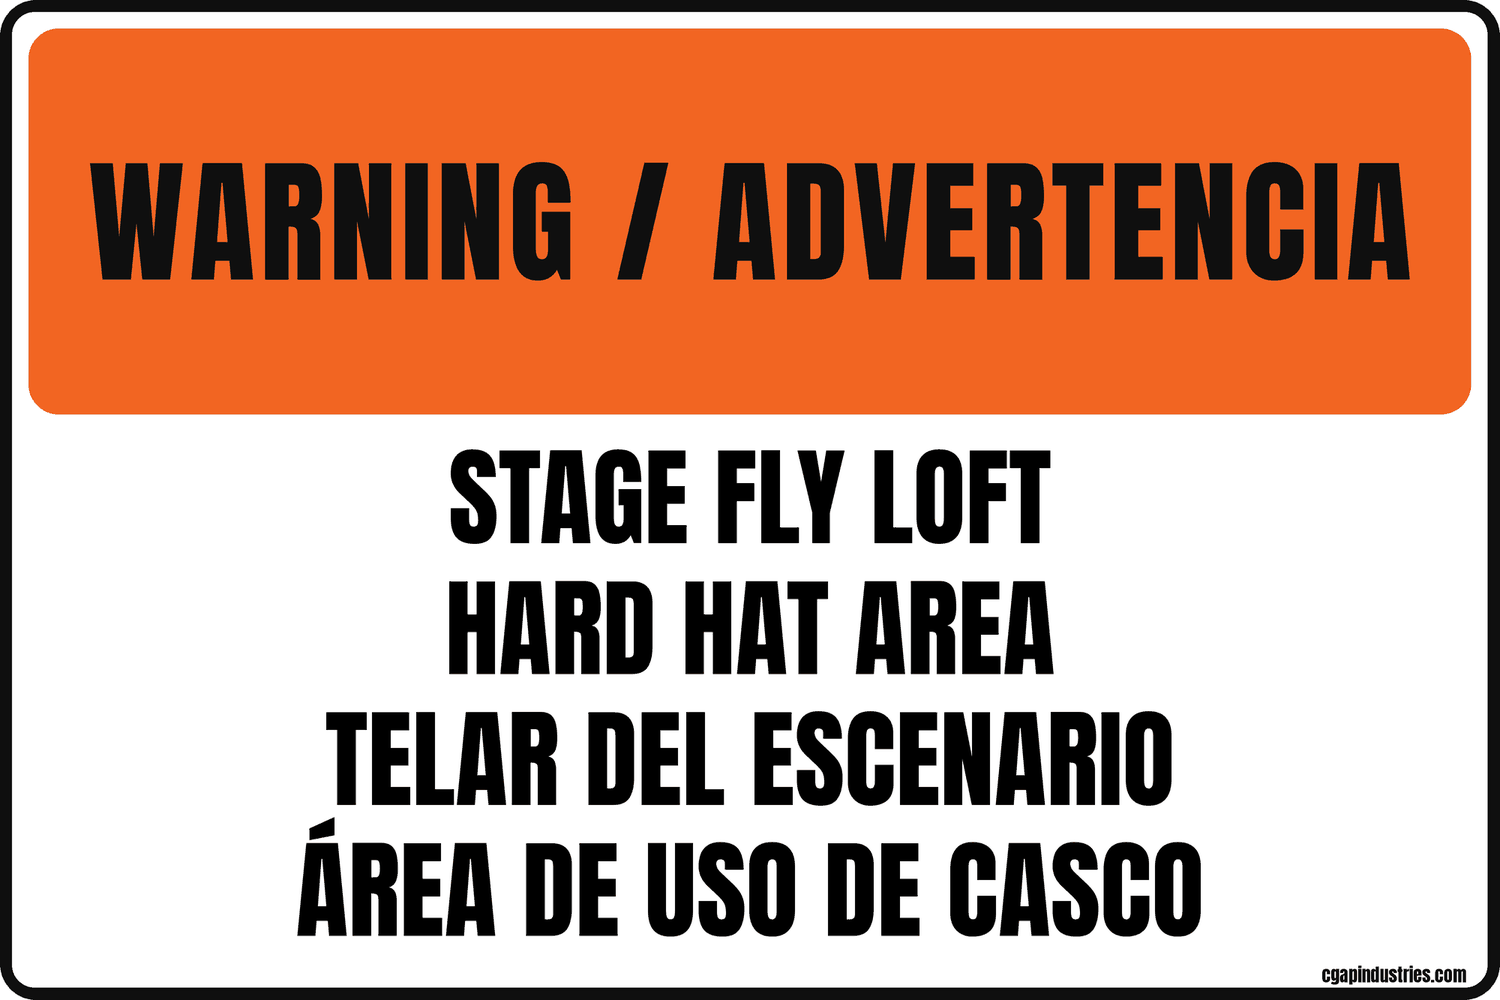 WARNING / ADVERTENCIA
STAGE FLY LOFT
HARD HAT AREA
TELAR DEL ESCENARIO
ÁREA DE USO DE CASCO
cgapindustries.com